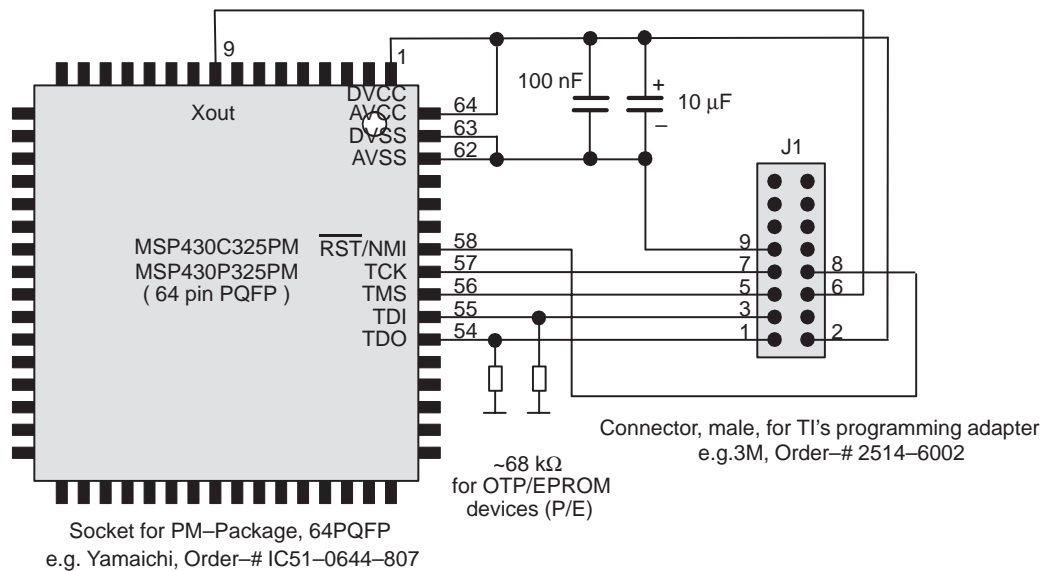 9
1
DVCC
Xout
AVCC
64
DVSS
63
AVSS
62
100 nF
+
10 μF
–
J1
MSP430C325PM
MSP430P325PM
( 64 pin PQFP )
RST/NMI
58
TCK
57
TMS
56
TDI
55
TDO
54
9
7
8
5
6
3
1
2
Connector, male, for TI's programming adapter
e.g.3M, Order–# 2514–6002
~68 kΩ
for OTP/EPROM
devices (P/E)
Socket for PM–Package, 64PQFP
e.g. Yamaichi, Order–# IC51–0644–807